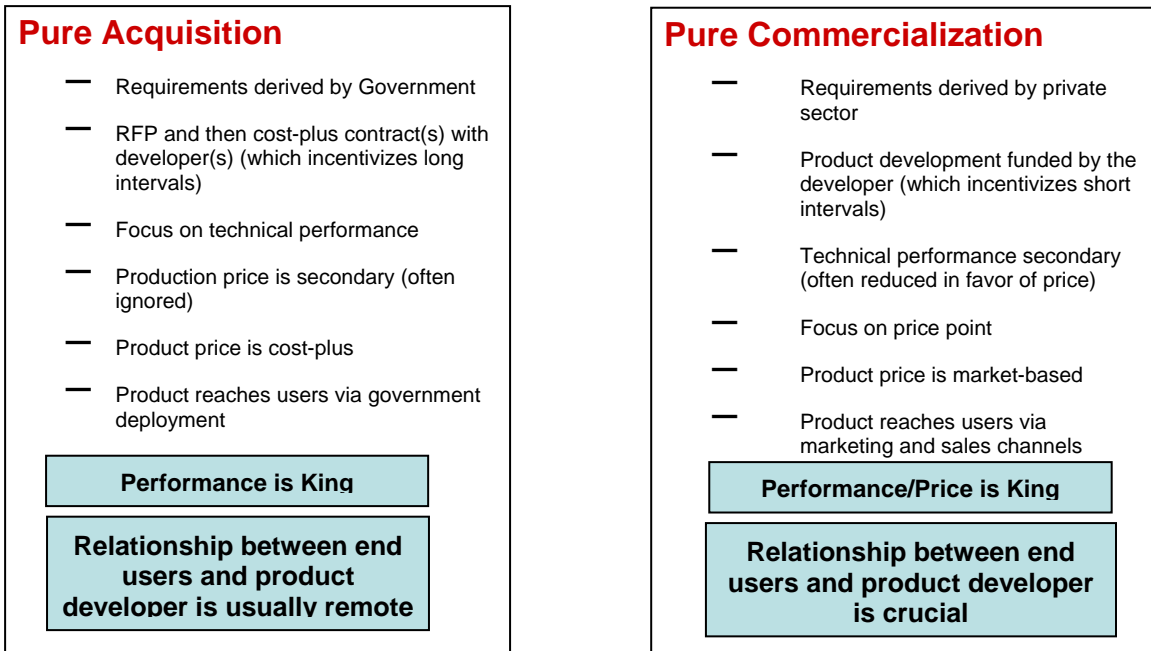 Pure Acquisition
— Requirements derived by Government
— RFP and then cost-plus contract(s) with
developer(s) (which incentivizes long
intervals)
— Focus on technical performance
— Production price is secondary (often
ignored)
— Product price is cost-plus
— Product reaches users via government
deployment
Performance is King
Relationship between end
users and product
developer is usually remote
Pure Commercialization
— Requirements derived by private
sector
— Product development funded by the
developer (which incentivizes short
intervals)
— Technical performance secondary
(often reduced in favor of price)
— Focus on price point
— Product price is market-based
— Product reaches users via
marketing and sales channels
Performance/Price is King
Relationship between end
users and product developer
is crucial